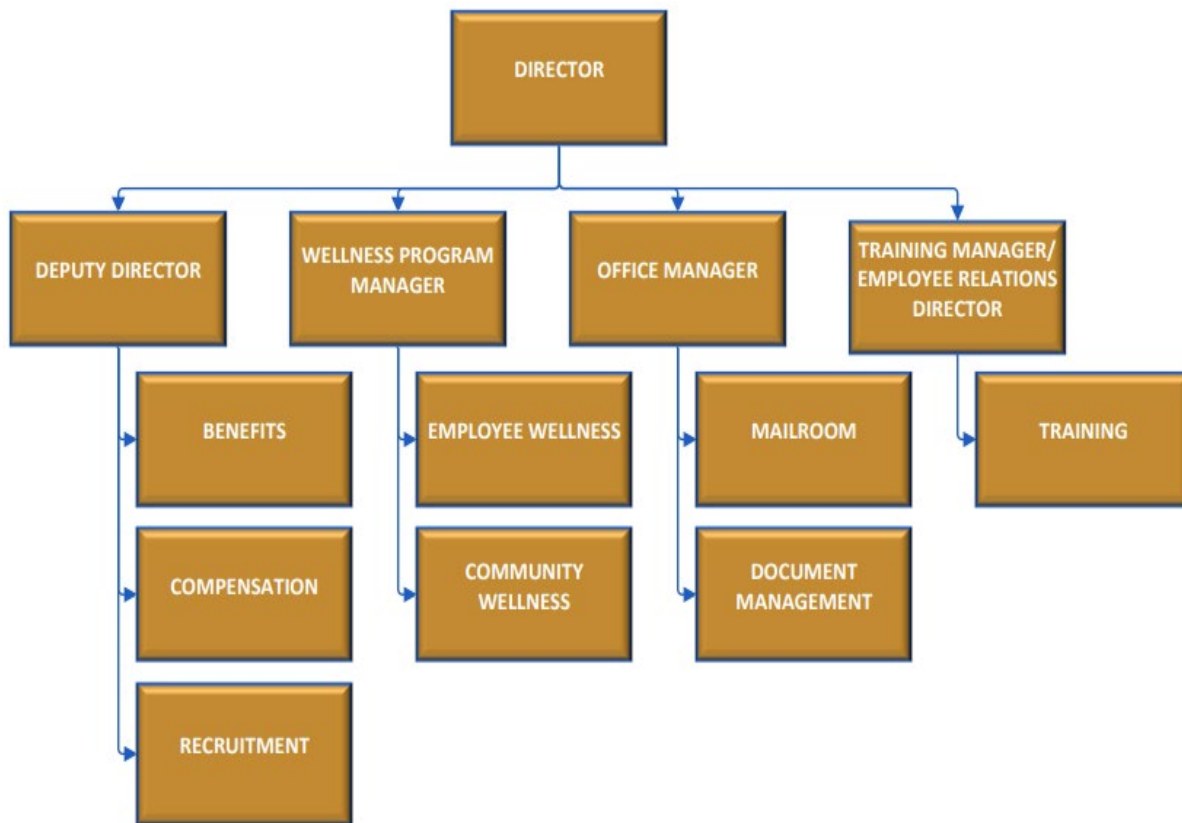 DIRECTOR
DEPUTY DIRECTOR
WELLNESS PROGRAM
MANAGER
OFFICE MANAGER
TRAINING MANAGER/
EMPLOYEE RELATIONS
DIRECTOR
BENEFITS
EMPLOYEE WELLNESS
MAILROOM
TRAINING
COMPENSATION
COMMUNITY
WELLNESS
DOCUMENT
MANAGEMENT
RECRUITMENT